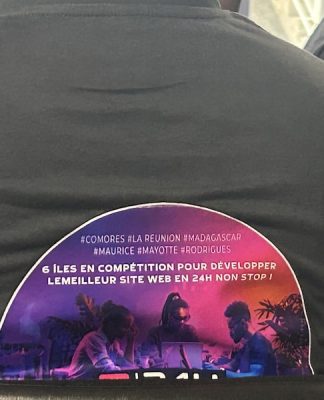 #COMORES #LA REUNION #MADAGASCAR
#MAURICE #MAYOTTE #RODRIGUES
6 ÎLES EN COMPÉTITION POUR DÉVELOPPER
LEMEILLEUR SITE WEB EN 24H NON STOP !